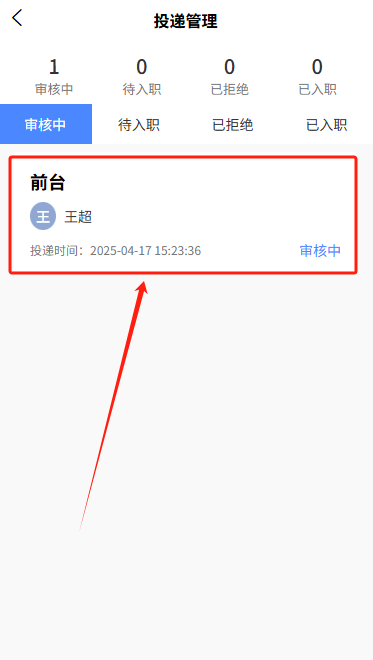 投递管理
1 0 0 0
审核中 待入职 已拒绝 已入职
审核中 待入职 已拒绝 已入职
前台
王 王超
投递时间：2025-04-17 15:23:36 审核中